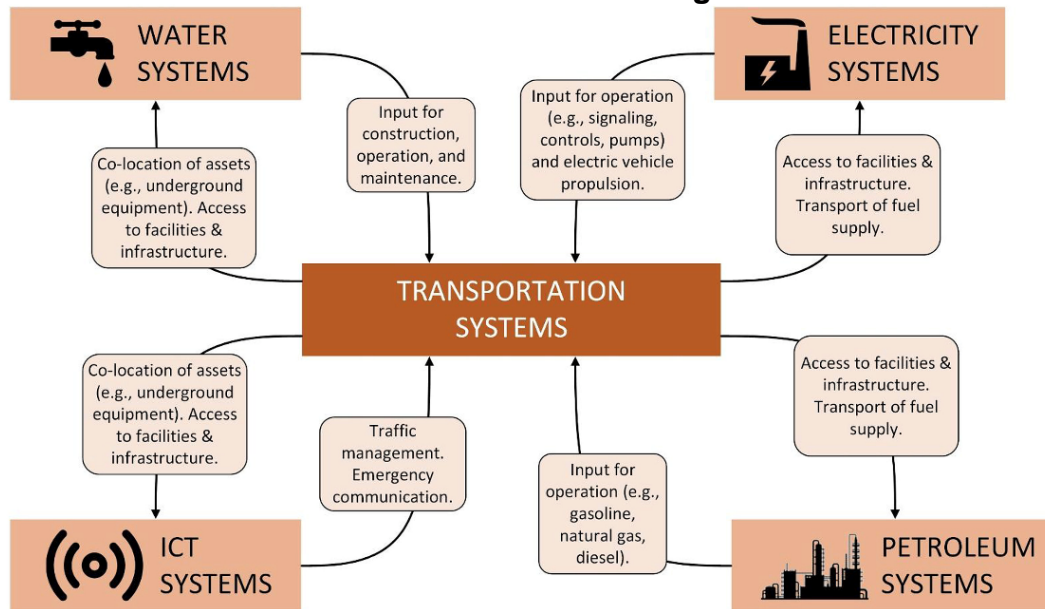 WATER
SYSTEMS
ELECTRICITY
SYSTEMS
Input for
construction,
operation, and
maintenance.
Input for operation
(e.g., signaling,
controls, pumps)
and electric vehicle
propulsion.
Co-location of assets
(e.g., underground
equipment). Access
to facilities &
infrastructure.
Access to facilities &
infrastructure.
Transport of fuel
supply.
TRANSPORTATION
SYSTEMS
Co-location of assets
(e.g., underground
equipment). Access
to facilities &
infrastructure.
Traffic
management.
Emergency
communication.
Input for
operation (e.g.,
gasoline,
natural gas,
diesel).
Access to facilities &
infrastructure.
Transport of fuel
supply.
ICT
SYSTEMS
PETROLEUM
SYSTEMS